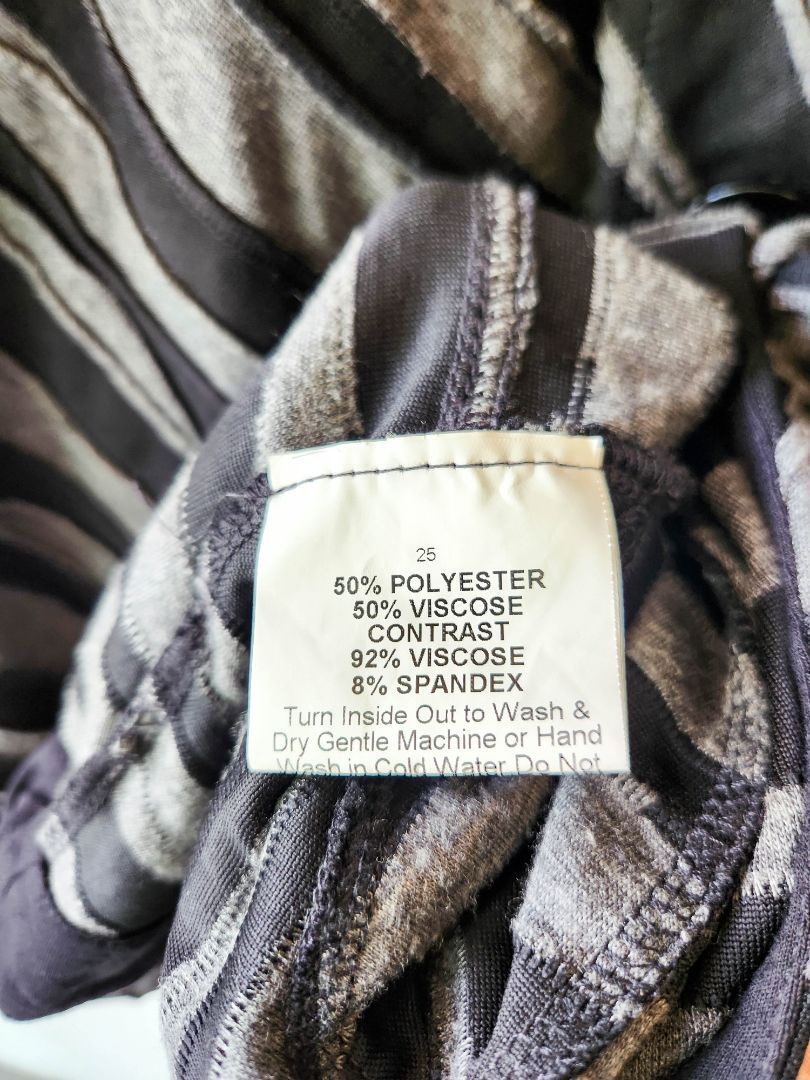 25
50% POLYESTER
50% VISCOSE
CONTRAST
92% VISCOSE
8% SPANDEX
Turn Inside Out to Wash &
Dry Gentle Machine or Hand
Wash in Cold Water Do Not